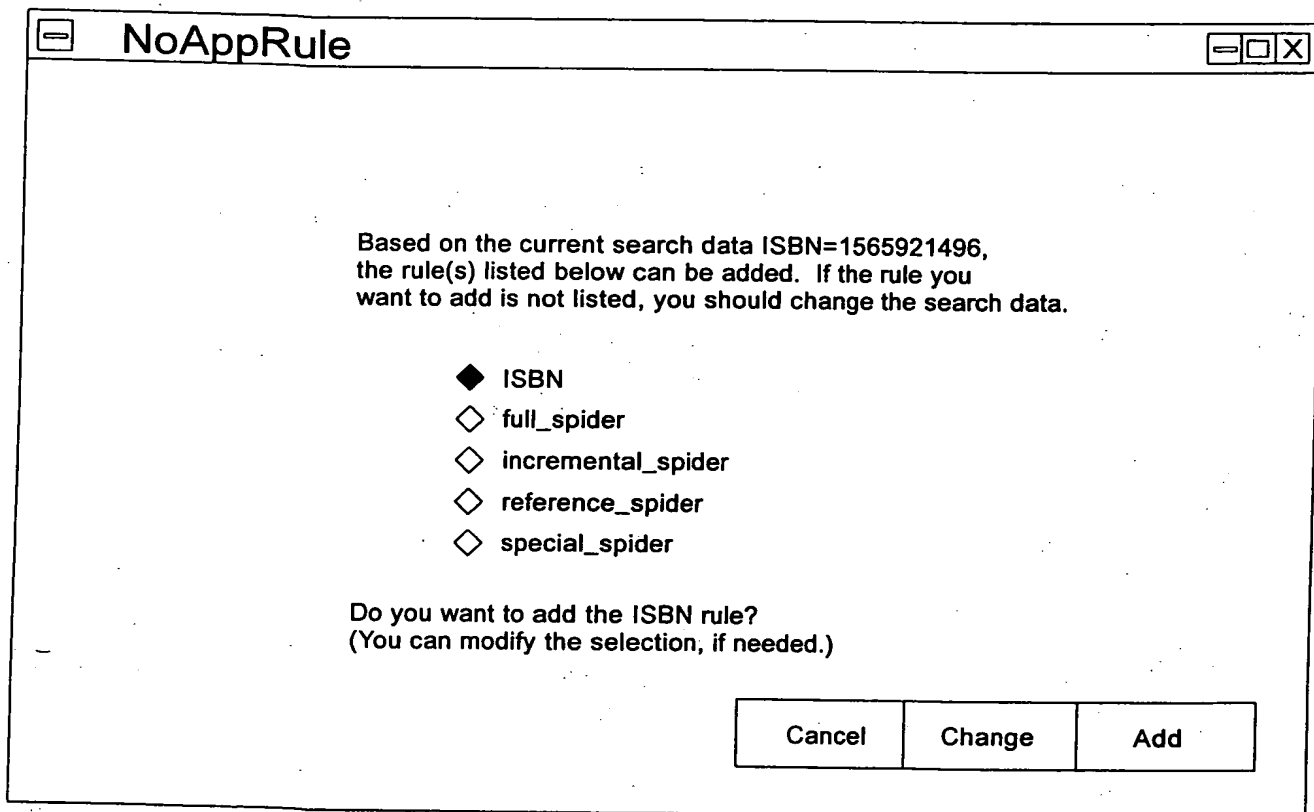 NoAppRule
Based on the current search data ISBN=1565921496,
the rule(s) listed below can be added. If the rule you
want to add is not listed, you should change the search data.
ISBN
full_spider
incremental_spider
reference_spider
special_spider
Do you want to add the ISBN rule?
(You can modify the selection, if needed.)
Cancel Change Add